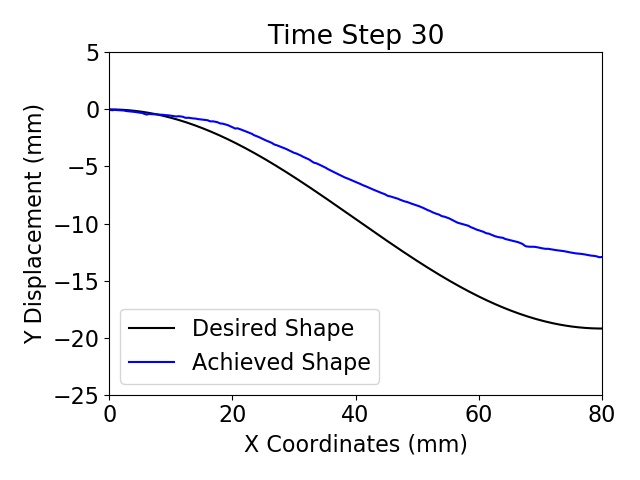 Time Step 30
Y Displacement (mm)
5
0
−5
−10
−15
−20
−25
Desired Shape
Achieved Shape
0 20 40 60 80
X Coordinates (mm)